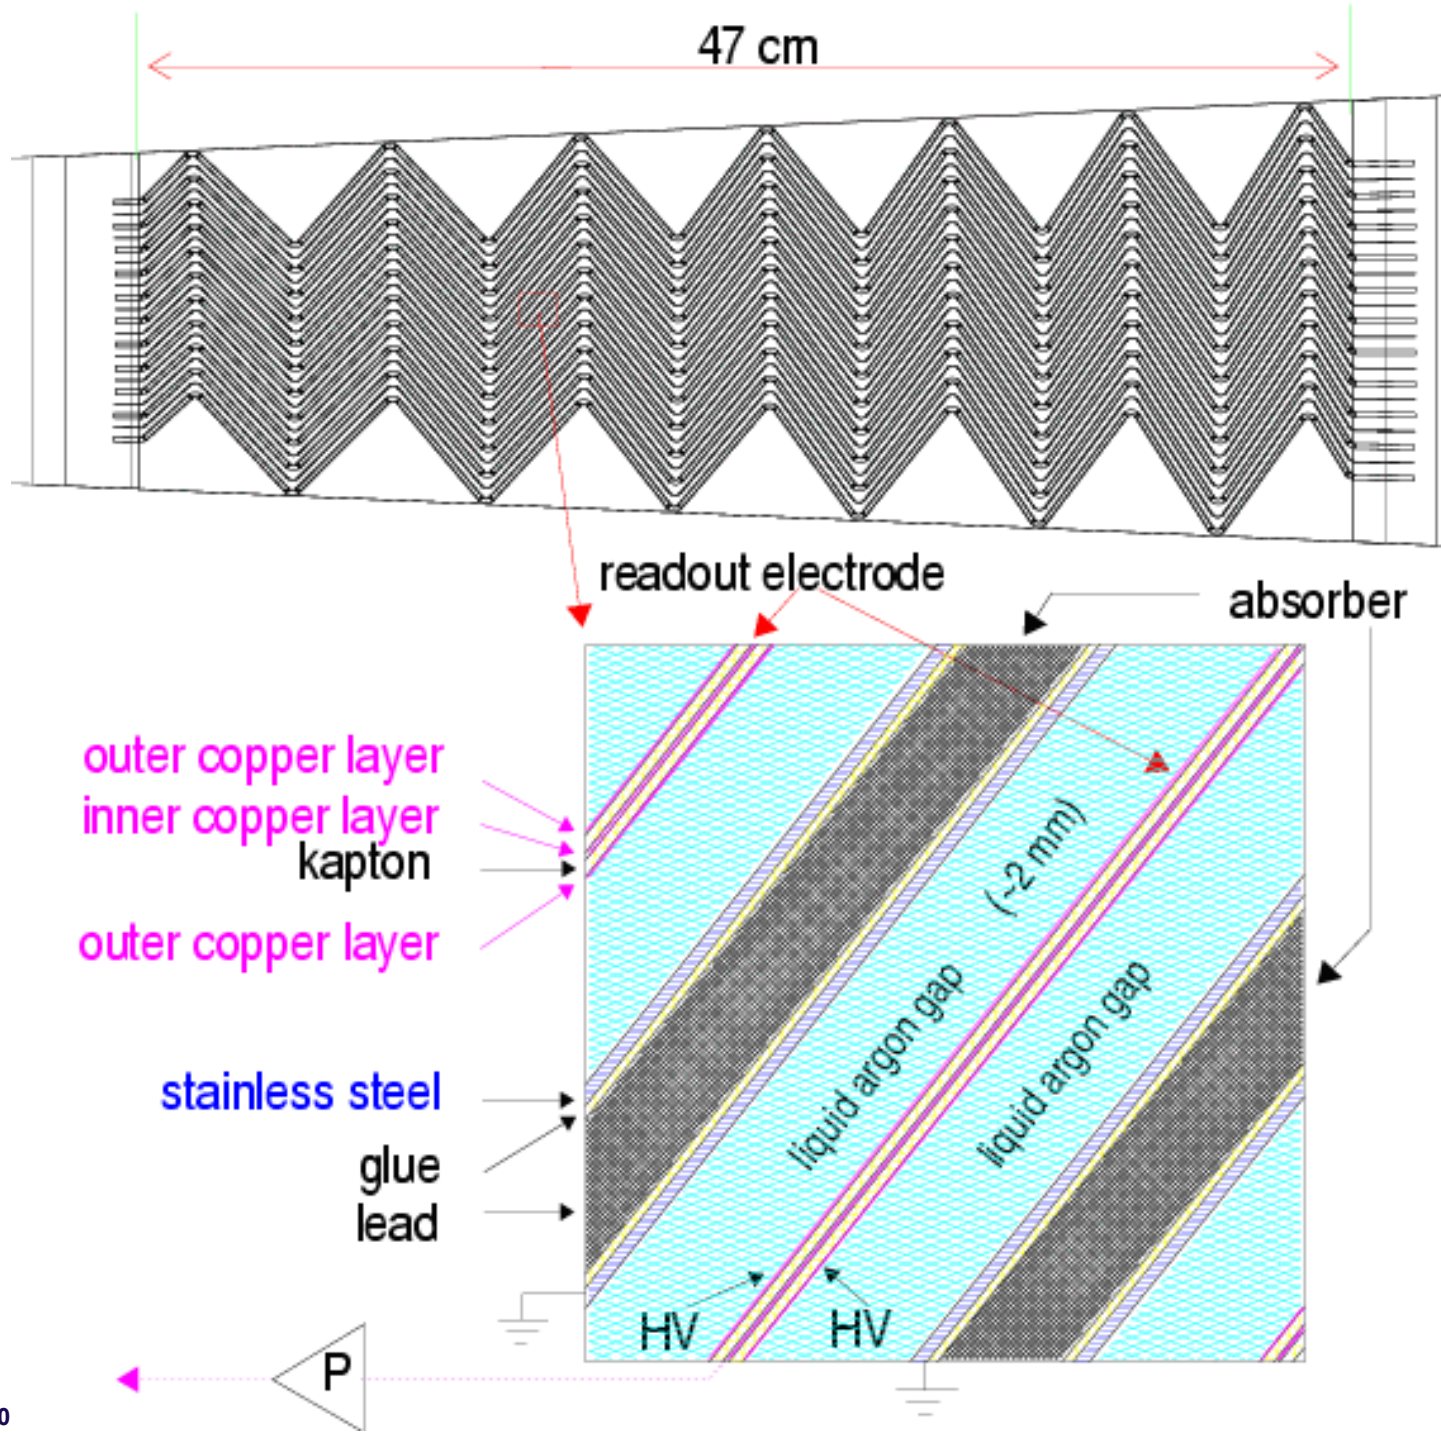 47 cm
readout electrode
absorber
outer copper layer
inner copper layer
kapton
outer copper layer
(~2 mm)
liquid argon gap
liquid argon gap
stainless steel
glue
lead
HV
HV
P
0